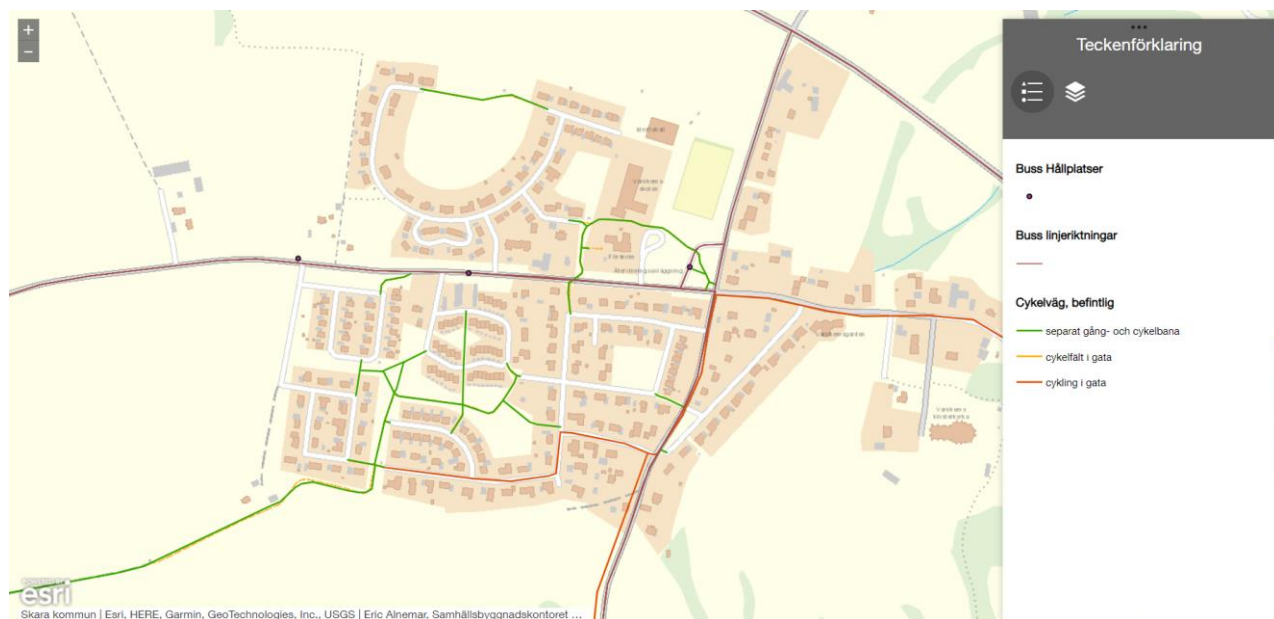 +
−
Teckenförklaring
Buss Hållplatser
Buss linjeriktningar
Cykelväg, befintlig
separat gång- och cykelbana
cykelfält i gata
cykling i gata
esri
Skara kommun | Esri, HERE, Garmin, GeoTechnologies, Inc., USGS | Eric Alnemar, Samhällsbyggnadskontoret ...